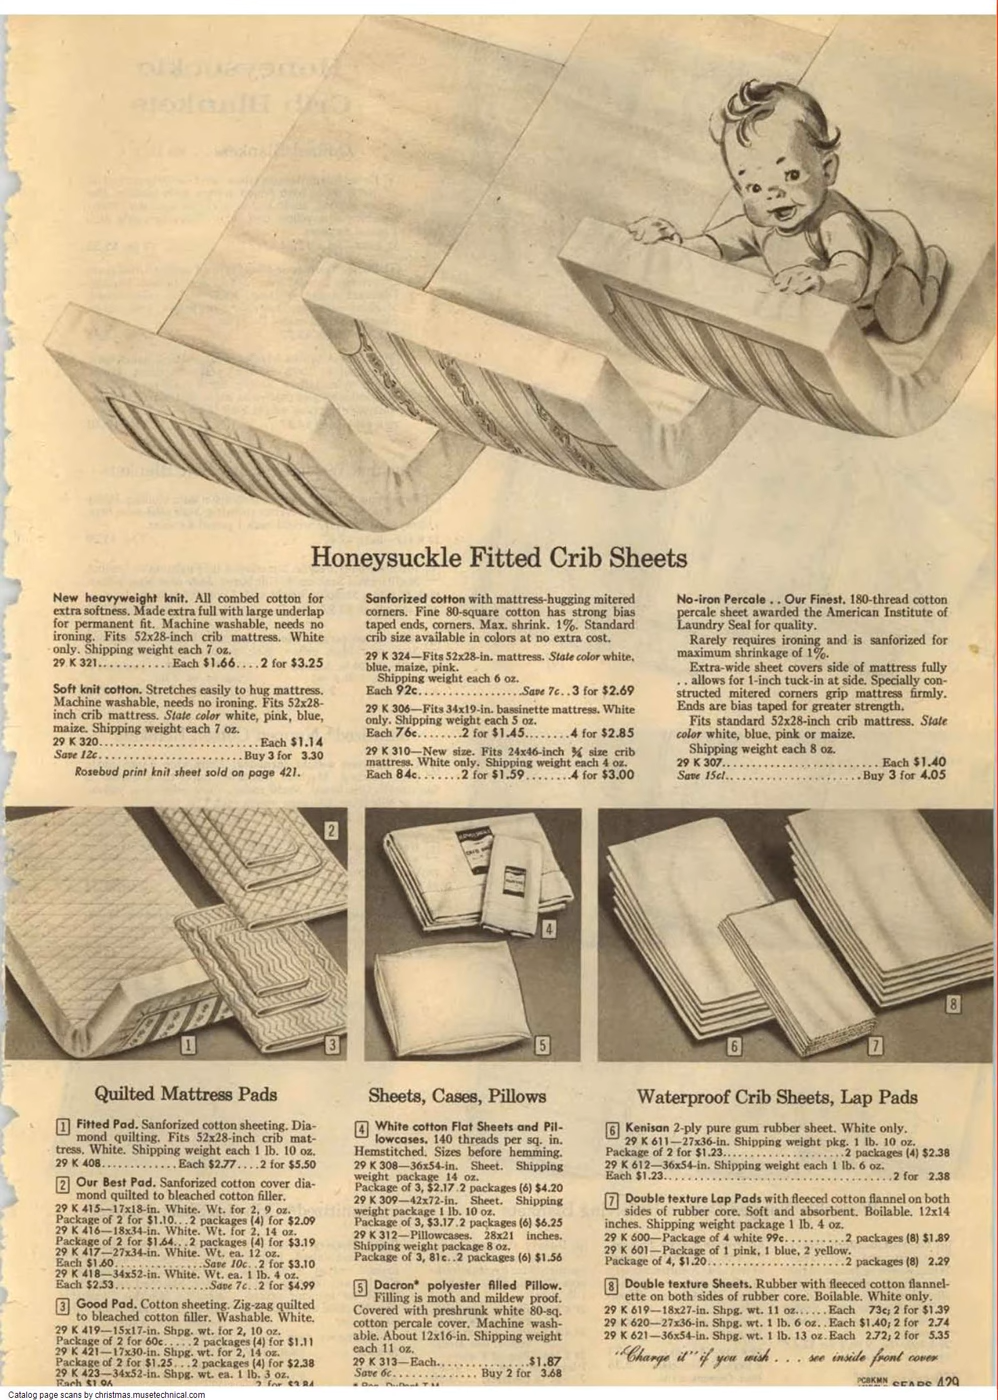 Honeysuckle Fitted Crib Sheets
New heavyweight knit. All combed cotton for
extra softness. Made extra full with large underlap
for permanent fit. Machine washable, needs no
ironing. Fits 52x28-inch crib mattress. White
only. Shipping weight each 7 oz.
29 K 321............Each $1.66....2 for $3.25
Soft knit cotton. Stretches easily to hug mattress.
Machine washable, needs no ironing. Fits 52x28-
inch crib mattress. State color white, pink, blue,
maize. Shipping weight each 7 oz.
29 K 320.........................Each $1.14
Save 12c.......................Buy 3 for 3.30
Rosebud print knit sheet sold on page 421.
Sanforized cotton with mattress-hugging mitered
corners. Fine 80-square cotton has strong bias
taped ends, corners. Max. shrink. 1%. Standard
crib size available in colors at no extra cost.
29 K 324—Fits 52x28-in. mattress. State color white,
blue, maize, pink.
Shipping weight each 6 oz.
Each 92c................Save 7c..3 for $2.69
29 K 306—Fits 34x19-in. bassinette mattress. White
only. Shipping weight each 5 oz.
Each 76c.......2 for $1.45.......4 for $2.85
29 K 310—New size. Fits 24x46-inch ¾ size crib
mattress. White only. Shipping weight each 4 oz.
Each 84c.......2 for $1.59........4 for $3.00
No-iron Percale . . Our Finest. 180-thread cotton
percale sheet awarded the American Institute of
Laundry Seal for quality.
Rarely requires ironing and is sanforized for
maximum shrinkage of 1%.
Extra-wide sheet covers side of mattress fully
. . allows for 1-inch tuck-in at side. Specially con-
structed mitered corners grip mattress firmly.
Ends are bias taped for greater strength.
Fits standard 52x28-inch crib mattress. State
color white, blue, pink or maize.
Shipping weight each 8 oz.
29 K 307.........................Each $1.40
Save 15c!......................Buy 3 for 4.05
2
1
3
4
5
6
7
8
Quilted Mattress Pads
1 Fitted Pad. Sanforized cotton sheeting. Dia-
mond quilting. Fits 52x28-inch crib mat-
tress. White. Shipping weight each 1 lb. 10 oz.
29 K 408............Each $2.77....2 for $5.50
2 Our Best Pad. Sanforized cotton cover dia-
mond quilted to bleached cotton filler.
29 K 415—17x18-in. White. Wt. for 2, 9 oz.
Package of 2 for $1.10...2 packages (4) for $2.09
29 K 416—18x34-in. White. Wt. for 2, 14 oz.
Package of 2 for $1.64...2 packages (4) for $3.19
29 K 417—27x34-in. White. Wt. ea. 12 oz.
Each $1.60..............Save 10c..2 for $3.10
29 K 418—34x52-in. White. Wt. ea. 1 lb. 4 oz.
Each $2.53..............Save 7c..2 for $4.99
3 Good Pad. Cotton sheeting. Zig-zag quilted
to bleached cotton filler. Washable. White.
29 K 419—15x17-in. Shpg. wt. for 2, 10 oz.
Package of 2 for 60c.....2 packages (4) for $1.11
29 K 421—17x30-in. Shpg. wt. for 2, 14 oz.
Package of 2 for $1.25...2 packages (4) for $2.38
29 K 423—34x52-in. Shpg. wt. ea. 1 lb. 3 oz.
Each $1.96 2 for $3.84
Sheets, Cases, Pillows
4 White cotton Flat Sheets and Pil-
lowcases. 140 threads per sq. in.
Hemstitched. Sizes before hemming.
29 K 308—36x54-in. Sheet. Shipping
weight package 14 oz.
Package of 3, $2.17.2 packages (6) $4.20
29 K 309—42x72-in. Sheet. Shipping
weight package 1 lb. 10 oz.
Package of 3, $3.17.2 packages (6) $6.25
29 K 312—Pillowcases. 28x21 inches.
Shipping weight package 8 oz.
Package of 3, 81c..2 packages (6) $1.56
5 Dacron* polyester filled Pillow.
Filling is moth and mildew proof.
Covered with preshrunk white 80-sq.
cotton percale cover. Machine wash-
able. About 12x16-in. Shipping weight
each 11 oz.
29 K 313—Each...............$1.87
Save 6c...............Buy 2 for 3.68
Waterproof Crib Sheets, Lap Pads
6 Kenisan 2-ply pure gum rubber sheet. White only.
29 K 611—27x36-in. Shipping weight pkg. 1 lb. 10 oz.
Package of 2 for $1.23....................2 packages (4) $2.38
29 K 612—36x54-in. Shipping weight each 1 lb. 6 oz.
Each $1.23.................................2 for 2.38
7 Double texture Lap Pads with fleeced cotton flannel on both
sides of rubber core. Soft and absorbent. Boilable. 12x14
inches. Shipping weight package 1 lb. 4 oz.
29 K 600—Package of 4 white 99c..........2 packages (8) $1.89
29 K 601—Package of 1 pink, 1 blue, 2 yellow.
Package of 4, $1.20.......................2 packages (8) 2.29
8 Double texture Sheets. Rubber with fleeced cotton flannel-
ette on both sides of rubber core. Boilable. White only.
29 K 619—18x27-in. Shpg. wt. 11 oz.....Each 73c; 2 for $1.39
29 K 620—27x36-in. Shpg. wt. 1 lb. 6 oz..Each $1.40; 2 for 2.74
29 K 621—36x54-in. Shpg. wt. 1 lb. 13 oz.Each 2.72; 2 for 5.35
"Charge it" if you wish . . . see inside front cover
PCBKMN SEARS 429
Catalog page scans by christmas.musetechnical.com